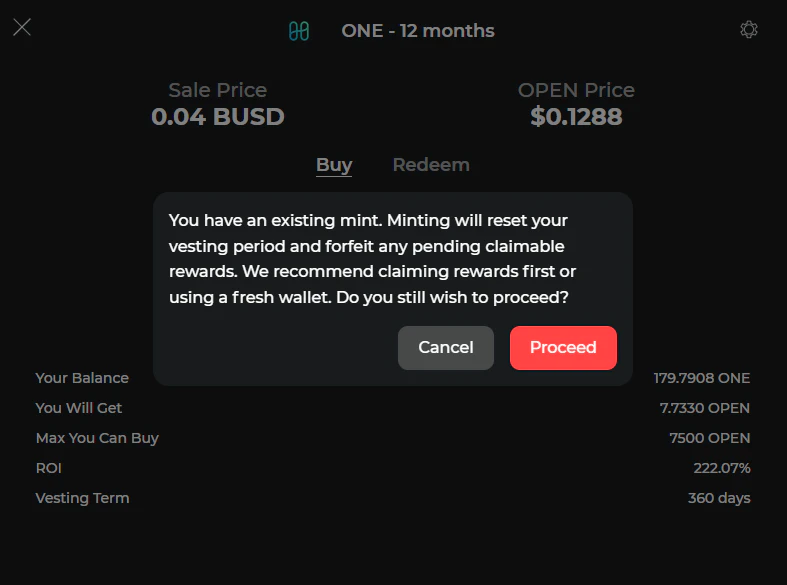 ONE - 12 months
Sale Price
0.04 BUSD
OPEN Price
$0.1288
Buy
Redeem
You have an existing mint. Minting will reset your
vesting period and forfeit any pending claimable
rewards. We recommend claiming rewards first or
using a fresh wallet. Do you still wish to proceed?
Cancel
Proceed
Your Balance
179.7908 ONE
You Will Get
7.7330 OPEN
Max You Can Buy
7500 OPEN
ROI
222.07%
Vesting Term
360 days